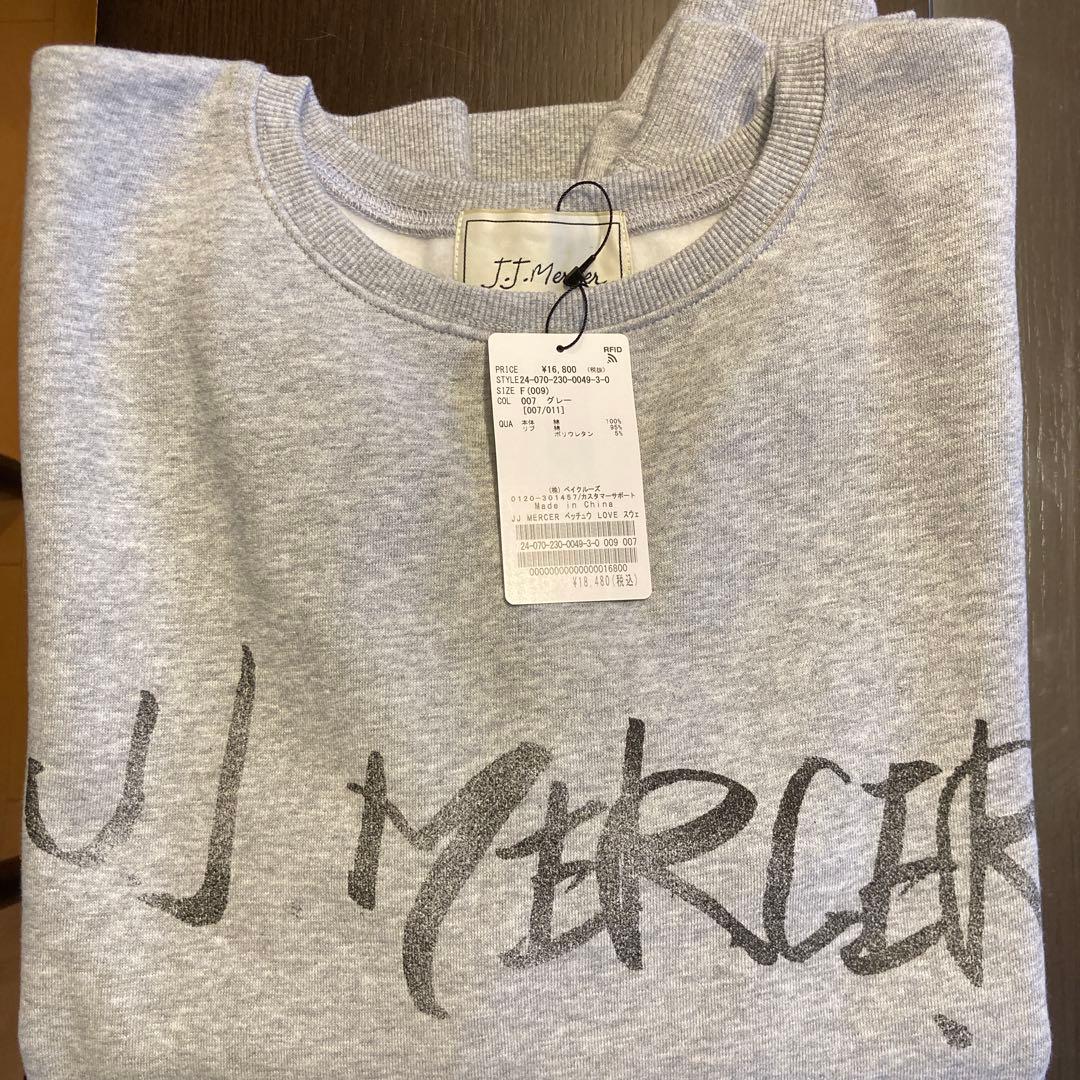 J.J.Mercer
RFID
PRICE ¥16,800 (税抜)
STYLE24-070-230-0049-3-0
SIZE F(009)
COL 007 グレー
[007/011]
QUA 本体 綿 100%
リブ 綿 95%
ポリウレタン 5%
(株)ベイクルーズ
0120-301457/カスタマーサポート
Made in China
JJ MERCER ベッチュウ LOVE スウェ
24-070-230-0049-3-0 009 007
00000000000000016800
¥18,480(税込)
JJ MERCER